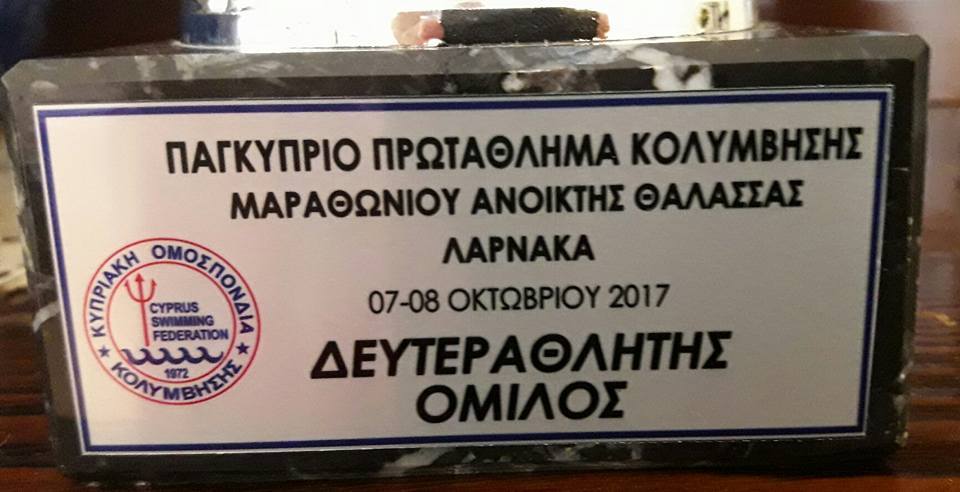 ΠΑΓΚΥΠΡΙΟ ΠΡΩΤΑΘΛΗΜΑ ΚΟΛΥΜΒΗΣΗΣ
ΜΑΡΑΘΩΝΙΟΥ ΑΝΟΙΚΤΗΣ ΘΑΛΑΣΣΑΣ
ΛΑΡΝΑΚΑ
07-08 ΟΚΤΩΒΡΙΟΥ 2017
ΔΕΥΤΕΡΑΘΛΗΤΗΣ
ΟΜΙΛΟΣ
ΚΥΠΡΙΑΚΗ ΟΜΟΣΠΟΝΔΙΑ
CYPRUS
SWIMMING
FEDERATION
1972
ΚΟΛΥΜΒΗΣΗΣ